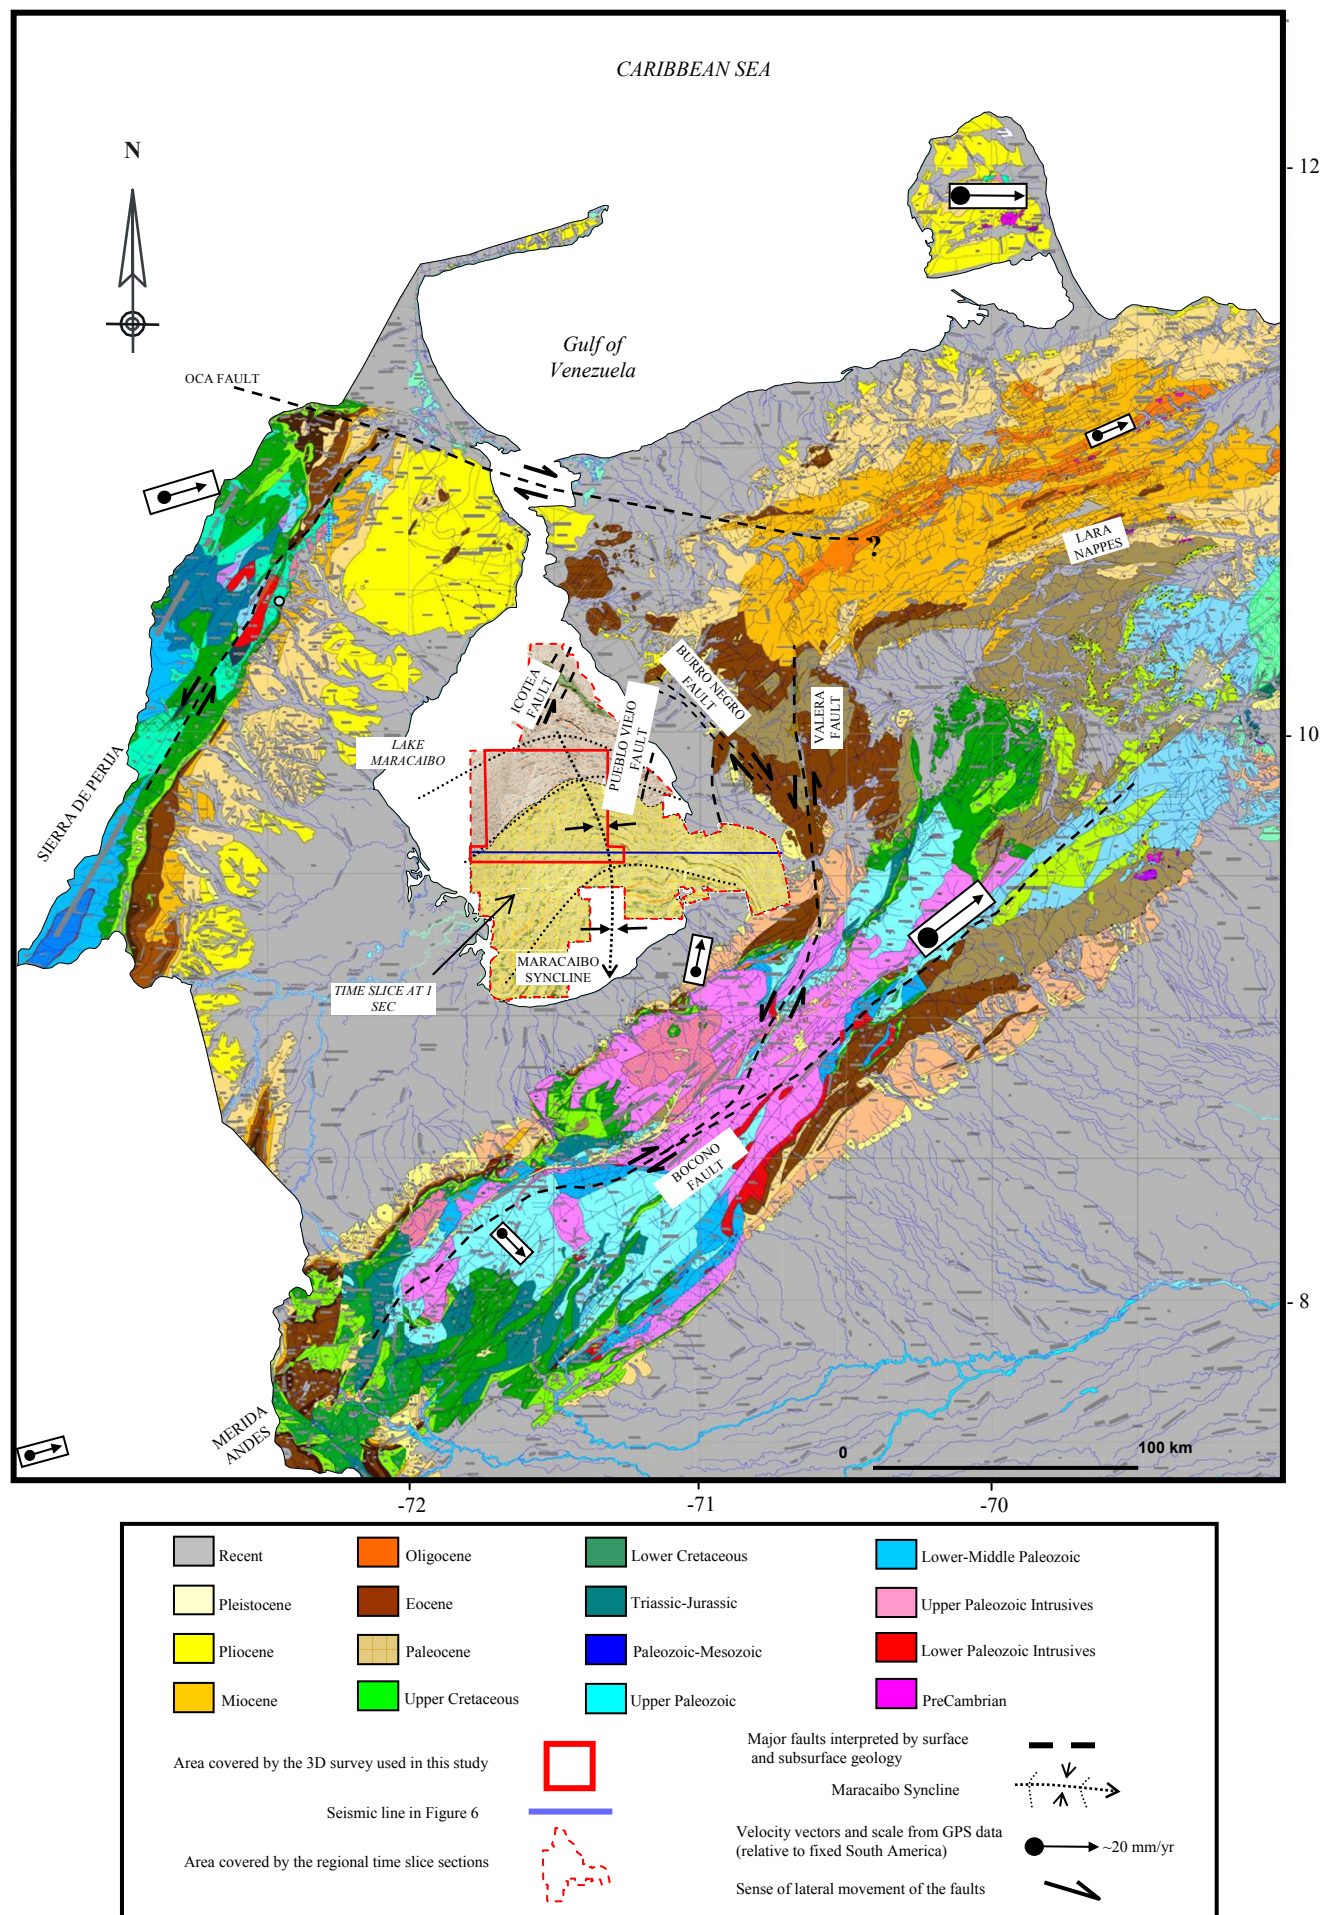 CARIBBEAN SEA
N
- 12
Gulf of
Venezuela
OCA FAULT
?
LARA
NAPPES
ICOTEA
FAULT
PUEBLO VIEJO
FAULT
BURRO NEGRO
FAULT
VALERA
FAULT
- 10
LAKE
MARACAIBO
SIERRA DE PERIJA
MARACAIBO
SYNCLINE
TIME SLICE AT 1
SEC
BOCONO
FAULT
- 8
MERIDA
ANDES
0
100 km
-72
-71
-70
Recent
Oligocene
Lower Cretaceous
Lower-Middle Paleozoic
Pleistocene
Eocene
Triassic-Jurassic
Upper Paleozoic Intrusives
Pliocene
Paleocene
Paleozoic-Mesozoic
Lower Paleozoic Intrusives
Miocene
Upper Cretaceous
Upper Paleozoic
PreCambrian
Area covered by the 3D survey used in this study
Major faults interpreted by surface
and subsurface geology
Maracaibo Syncline
Seismic line in Figure 6
Velocity vectors and scale from GPS data
(relative to fixed South America)
~20 mm/yr
Area covered by the regional time slice sections
Sense of lateral movement of the faults